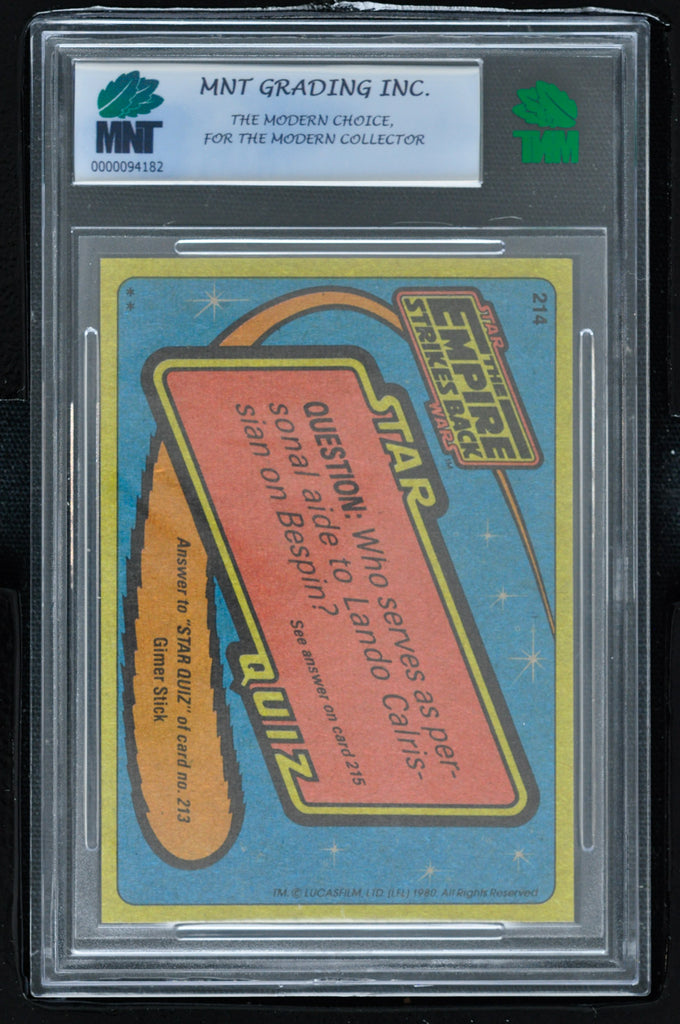 MNT GRADING INC.
THE MODERN CHOICE,
FOR THE MODERN COLLECTOR
MNT
0000094182
MNT
214
STAR
THE
EMPIRE
STRIKES BACK
WARS™
STAR
QUESTION: Who serves as per-
sonal aide to Lando Calris-
sian on Bespin?
See answer on card 215
QUIZ
Answer to "STAR QUIZ" of card no. 213
Gimer Stick
**
TM. © LUCASFILM, LTD. (LFL) 1980. All Rights Reserved